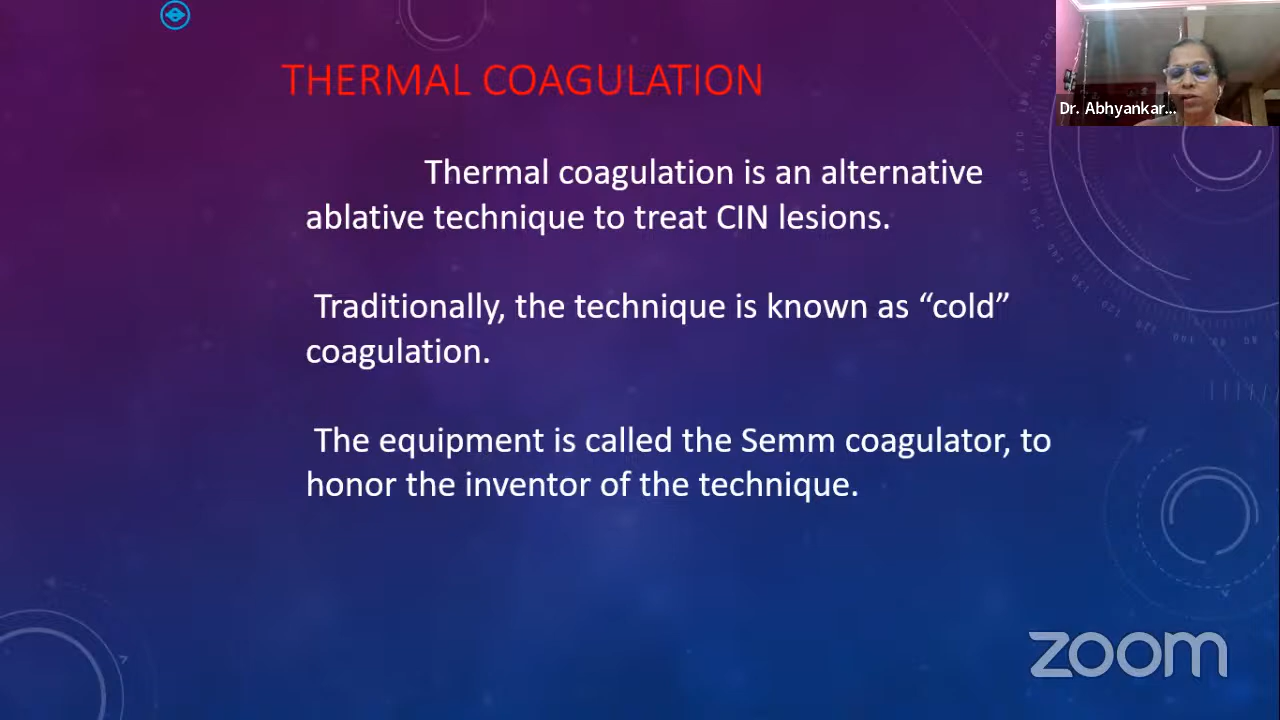 THERMAL COAGULATION
Dr. Abhyankar...
Thermal coagulation is an alternative
ablative technique to treat CIN lesions.
Traditionally, the technique is known as “cold”
coagulation.
The equipment is called the Semm coagulator, to
honor the inventor of the technique.
zoom